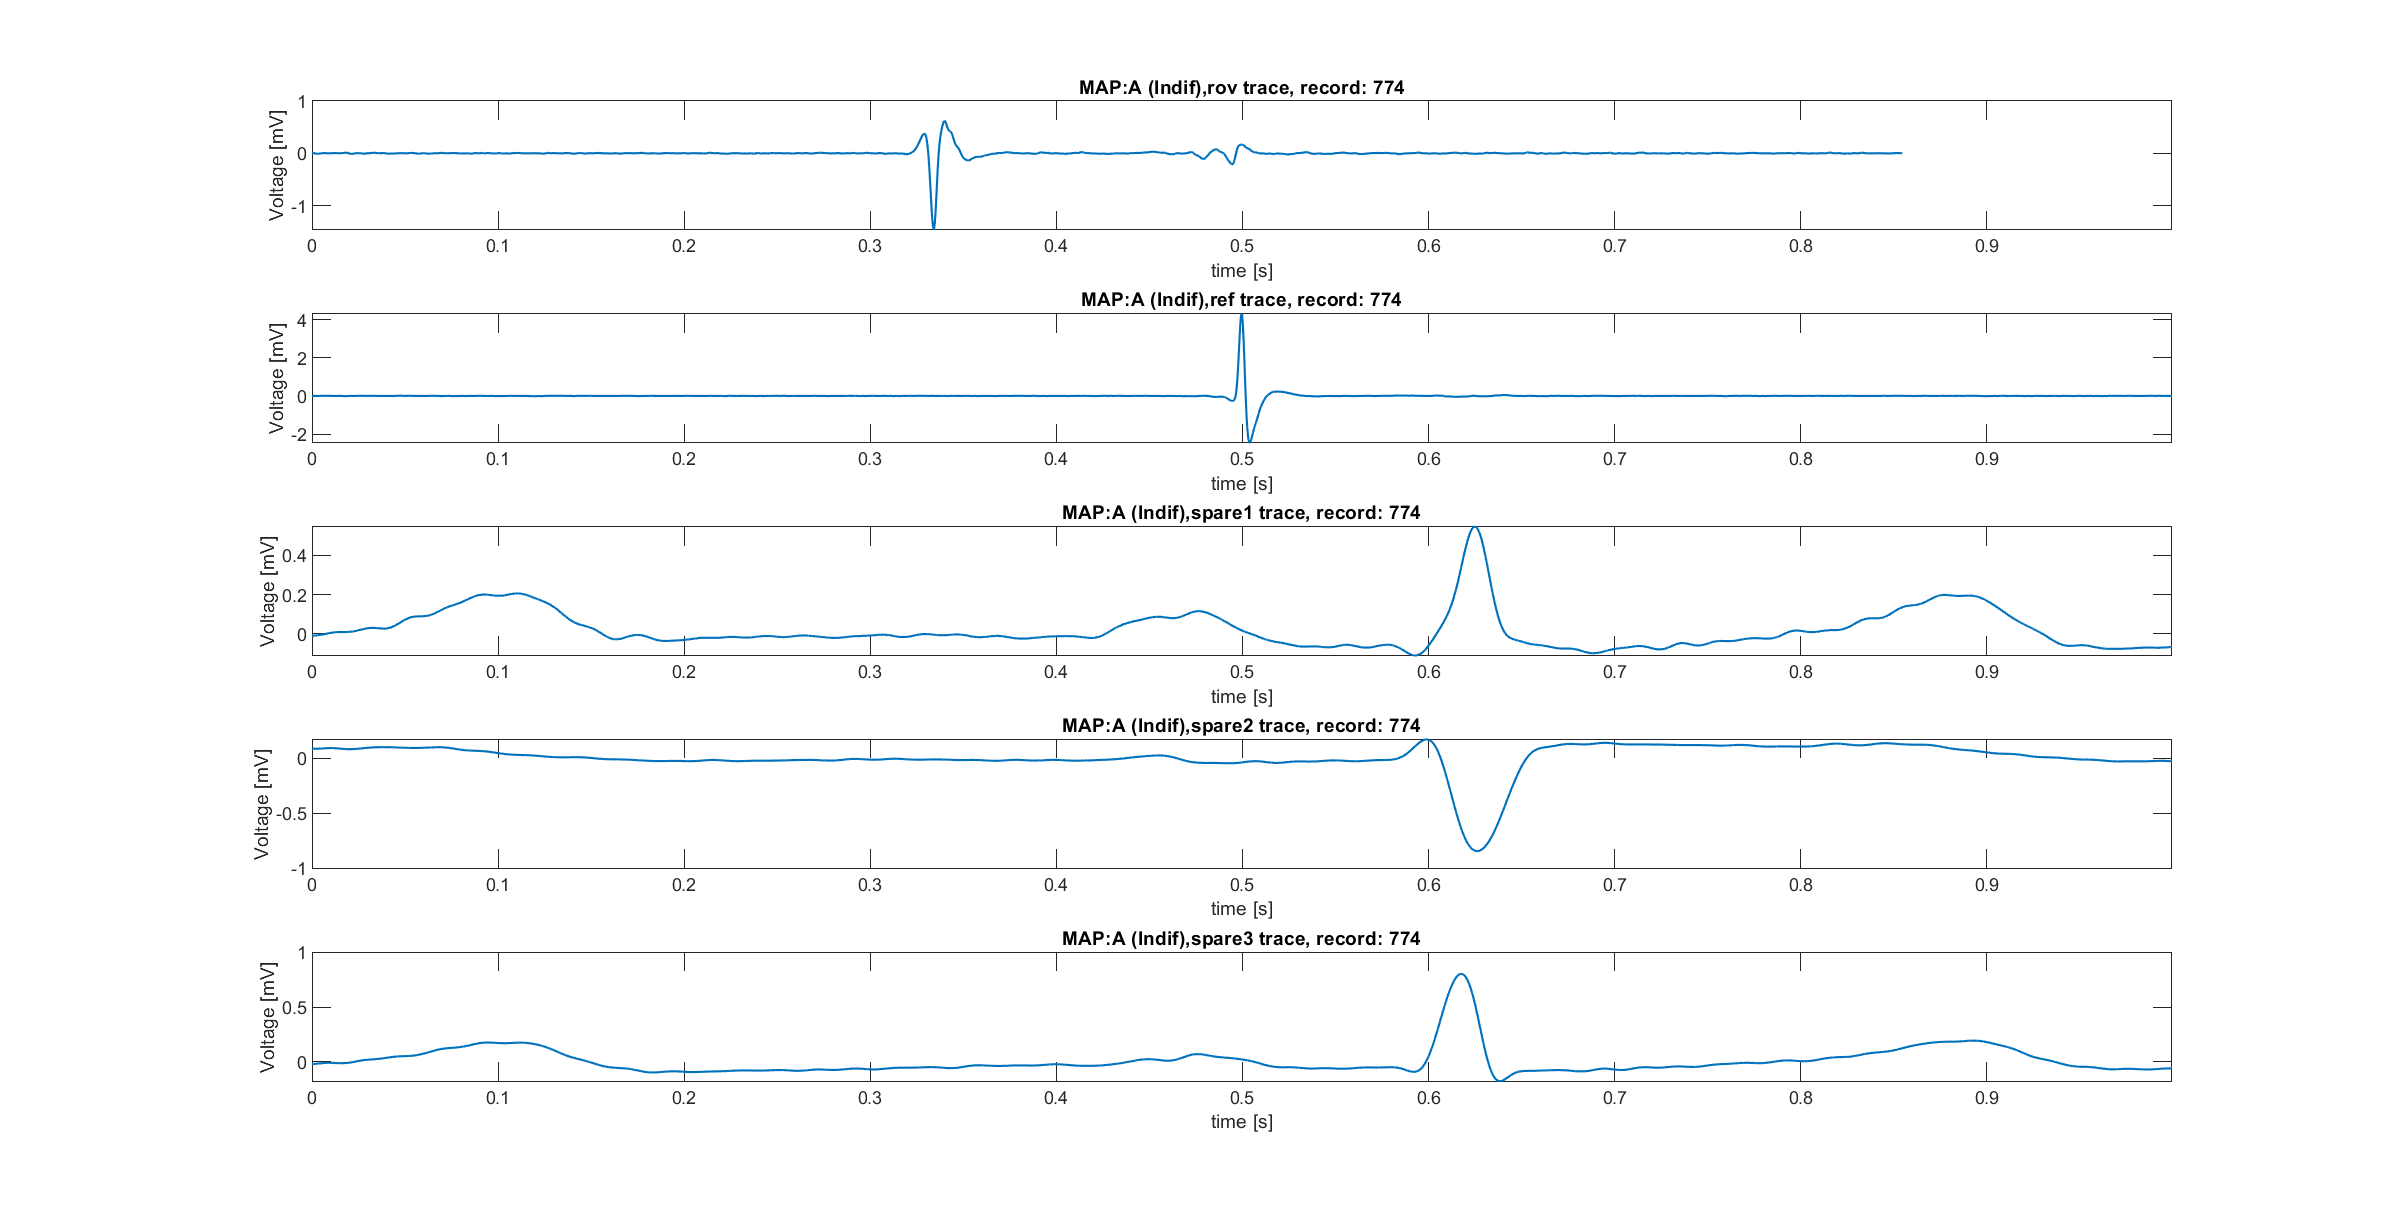 MAP:A (Indif),rov trace, record: 774
Voltage [mV]
1
0
-1
0 0.1 0.2 0.3 0.4 0.5 0.6 0.7 0.8 0.9
time [s]
MAP:A (Indif),ref trace, record: 774
Voltage [mV]
4
2
0
-2
0 0.1 0.2 0.3 0.4 0.5 0.6 0.7 0.8 0.9
time [s]
MAP:A (Indif),spare1 trace, record: 774
Voltage [mV]
0.4
0.2
0
0 0.1 0.2 0.3 0.4 0.5 0.6 0.7 0.8 0.9
time [s]
MAP:A (Indif),spare2 trace, record: 774
Voltage [mV]
0
-0.5
-1
0 0.1 0.2 0.3 0.4 0.5 0.6 0.7 0.8 0.9
time [s]
MAP:A (Indif),spare3 trace, record: 774
Voltage [mV]
1
0.5
0
0 0.1 0.2 0.3 0.4 0.5 0.6 0.7 0.8 0.9
time [s]